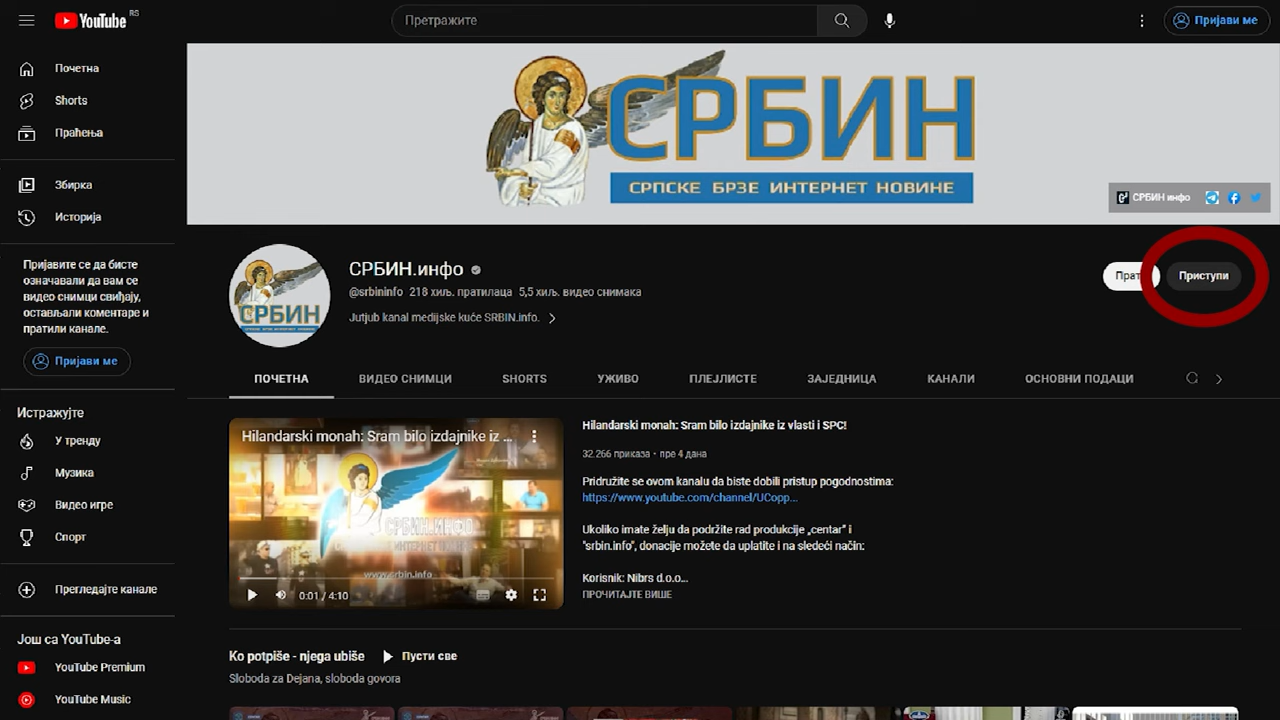 YouTube RS
Претражите
Пријави ме
Почетна
Shorts
Праћења
Збирка
Историја
Пријавите се да бисте
означавали да вам се
видео снимци свиђају,
остављали коментаре и
пратили канале.
Пријави ме
Истражујте
У тренду
Музика
Видео игре
Спорт
Прегледајте канале
Још са YouTube-а
YouTube Premium
YouTube Music
СРБИН
СРПСКЕ БРЗЕ ИНТЕРНЕТ НОВИНЕ
СРБИН инфо
СРБИН
СРБИН.инфо
@srbininfo 218 хиљ. пратилаца 5,5 хиљ. видео снимака
Jutjub kanal medijske kuće SRBIN.info.
Прат
Приступи
ПОЧЕТНА ВИДЕО СНИМЦИ SHORTS УЖИВО ПЛЕЈЛИСТЕ ЗАЈЕДНИЦА КАНАЛИ ОСНОВНИ ПОДАЦИ
Hilandarski monah: Sram bilo izdajnike iz ...
СРБИН.ИНФО
www.srbin.info
0:01 / 4:10
Hilandarski monah: Sram bilo izdajnike iz vlasti i SPC!
32.266 приказа • пре 4 дана
Pridružite se ovom kanalu da biste dobili pristup pogodnostima:
https://www.youtube.com/channel/UCopp...
Ukoliko imate želju da podržite rad produkcije „centar” i
"srbin.info", donacije možete da uplatite i na sledeći način:
Korisnik: Nibrs d.o.o...
ПРОЧИТАЈТЕ ВИШЕ
Ko potpiše - njega ubiše
Пусти све
Sloboda za Dejana, sloboda govora